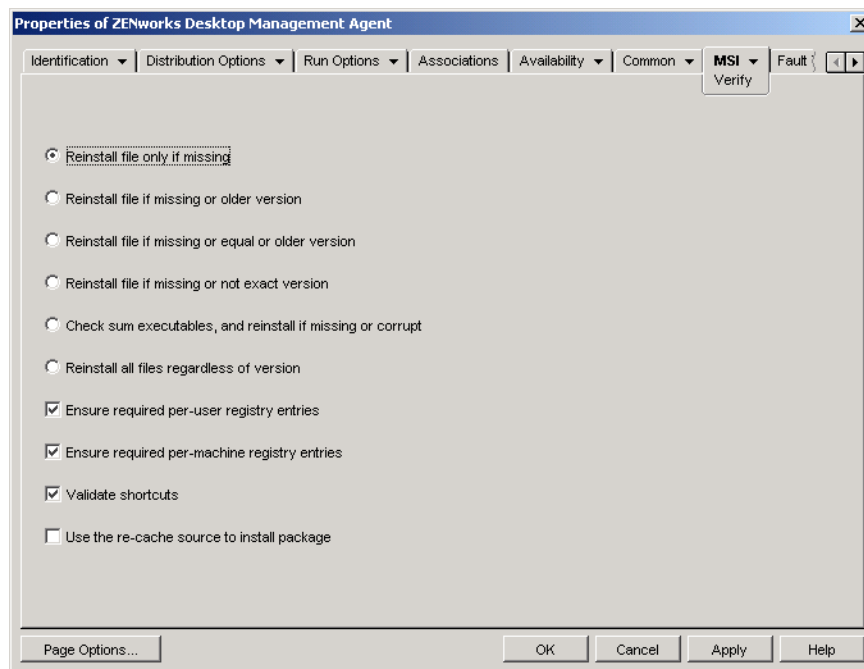 Properties of ZENworks Desktop Management Agent
Identification Distribution Options Run Options Associations Availability Common MSI Fault
Verify
Reinstall file only if missing
Reinstall file if missing or older version
Reinstall file if missing or equal or older version
Reinstall file if missing or not exact version
Check sum executables, and reinstall if missing or corrupt
Reinstall all files regardless of version
Ensure required per-user registry entries
Ensure required per-machine registry entries
Validate shortcuts
Use the re-cache source to install package
Page Options... OK Cancel Apply Help